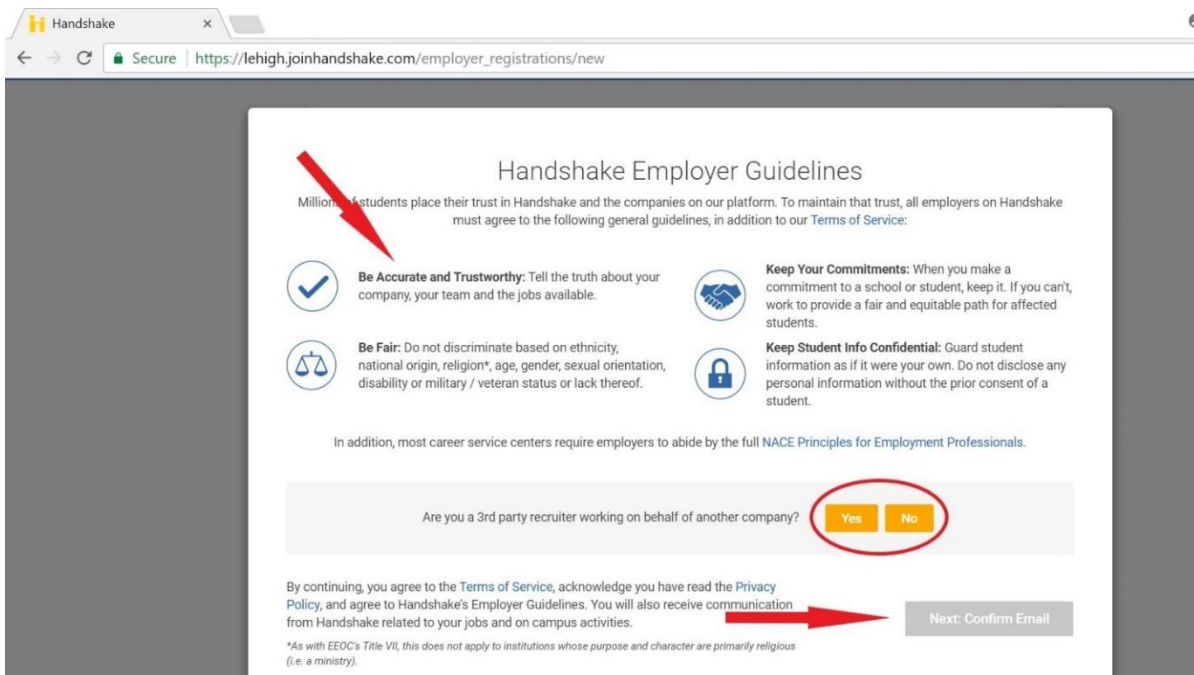 Handshake
Secure https://lehigh.joinhandshake.com/employer_registrations/new
Handshake Employer Guidelines
Millions of students place their trust in Handshake and the companies on our platform. To maintain that trust, all employers on Handshake
must agree to the following general guidelines, in addition to our Terms of Service:
Be Accurate and Trustworthy: Tell the truth about your
company, your team and the jobs available.
Keep Your Commitments: When you make a
commitment to a school or student, keep it. If you can't,
work to provide a fair and equitable path for affected
students.
Be Fair: Do not discriminate based on ethnicity,
national origin, religion*, age, gender, sexual orientation,
disability or military / veteran status or lack thereof.
Keep Student Info Confidential: Guard student
information as if it were your own. Do not disclose any
personal information without the prior consent of a
student.
In addition, most career service centers require employers to abide by the full NACE Principles for Employment Professionals.
Are you a 3rd party recruiter working on behalf of another company? Yes No
By continuing, you agree to the Terms of Service, acknowledge you have read the Privacy
Policy, and agree to Handshake's Employer Guidelines. You will also receive communication
from Handshake related to your jobs and on campus activities.
Next: Confirm Email
*As with EEOC's Title VII, this does not apply to institutions whose purpose and character are primarily religious
(i.e. a ministry).